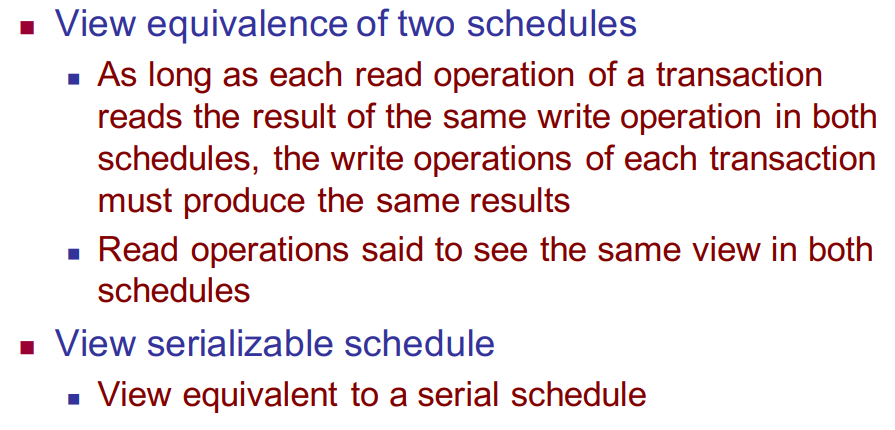 View equivalence of two schedules
As long as each read operation of a transaction
reads the result of the same write operation in both
schedules, the write operations of each transaction
must produce the same results
Read operations said to see the same view in both
schedules
View serializable schedule
View equivalent to a serial schedule